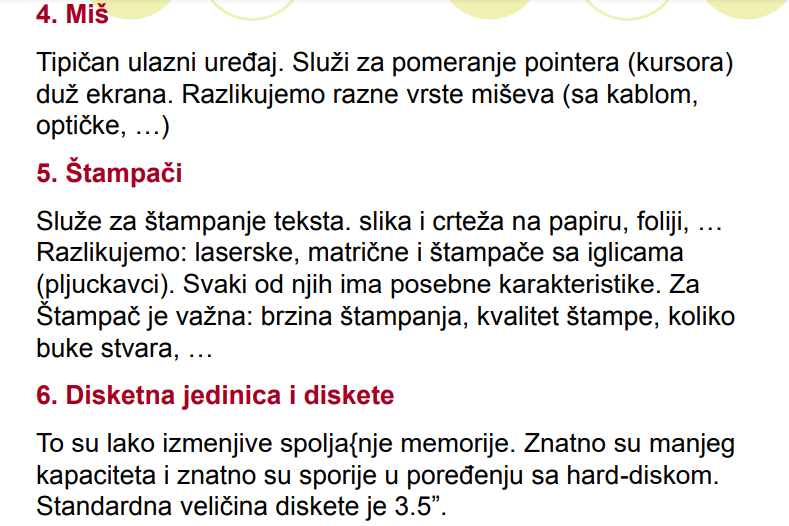 4. Miš
Tipičan ulazni uređaj. Služi za pomeranje pointera (kursora)
duž ekrana. Razlikujemo razne vrste miševa (sa kablom,
optičke, …)
5. Štampači
Služe za štampanje teksta. slika i crteža na papiru, foliji, …
Razlikujemo: laserske, matrične i štampače sa iglicama
(pljuckavci). Svaki od njih ima posebne karakteristike. Za
Štampač je važna: brzina štampanja, kvalitet štampe, koliko
buke stvara, …
6. Disketna jedinica i diskete
To su lako izmenjive spolja{nje memorije. Znatno su manjeg
kapaciteta i znatno su sporije u poređenju sa hard-diskom.
Standardna veličina diskete je 3.5”.